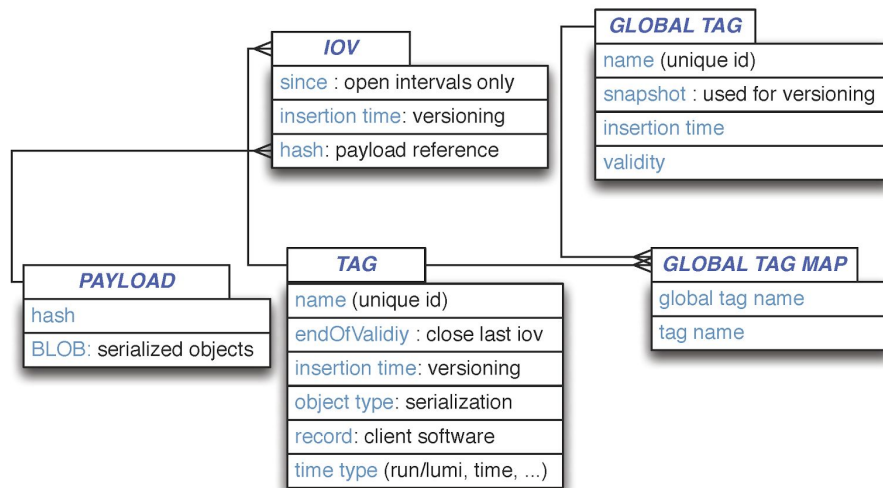 IOV
since : open intervals only
insertion time: versioning
hash: payload reference
GLOBAL TAG
name (unique id)
snapshot : used for versioning
insertion time
validity
PAYLOAD
hash
BLOB: serialized objects
TAG
name (unique id)
endOfValidiy : close last iov
insertion time: versioning
object type: serialization
record: client software
time type (run/lumi, time, ...)
GLOBAL TAG MAP
global tag name
tag name